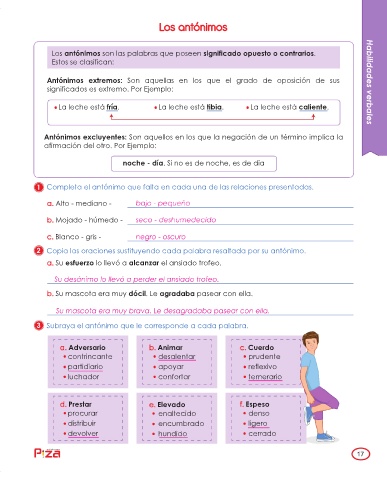 Los antónimos
Los antónimos son las palabras que poseen significado opuesto o contrarios.
Estos se clasifican:
Antónimos extremos: Son aquellas en los que el grado de oposición de sus
significados es extremo. Por Ejemplo:
• La leche está fría. • La leche está tibia. • La leche está caliente.
Antónimos excluyentes: Son aquellos en los que la negación de un término implica la
afirmación del otro. Por Ejemplo:
noche - día. Si no es de noche, es de día
1 Completa el antónimo que falta en cada una de las relaciones presentadas.
a. Alto - mediano - bajo - pequeño
b. Mojado - húmedo - seco - deshumedecido
c. Blanco - gris - negro - oscuro
2 Copia las oraciones sustituyendo cada palabra resaltada por su antónimo.
a. Su esfuerzo lo llevó a alcanzar el ansiado trofeo.
Su desánimo lo llevó a perder el ansiado trofeo.
b. Su mascota era muy dócil. Le agradaba pasear con ella.
Su mascota era muy brava. Le desagradaba pasear con ella.
3 Subraya el antónimo que le corresponde a cada palabra.
a. Adversario
• contrincante
• partidiario
• luchador
b. Animar
• desalentar
• apoyar
• confortar
c. Cuerdo
• prudente
• reflexivo
• temerario
d. Prestar
• procurar
• distribuir
• devolver
e. Elevado
• enaltecido
• encumbrado
• hundido
f. Espeso
• denso
• ligero
• cerrado
Habilidades verbales
Pizà
17